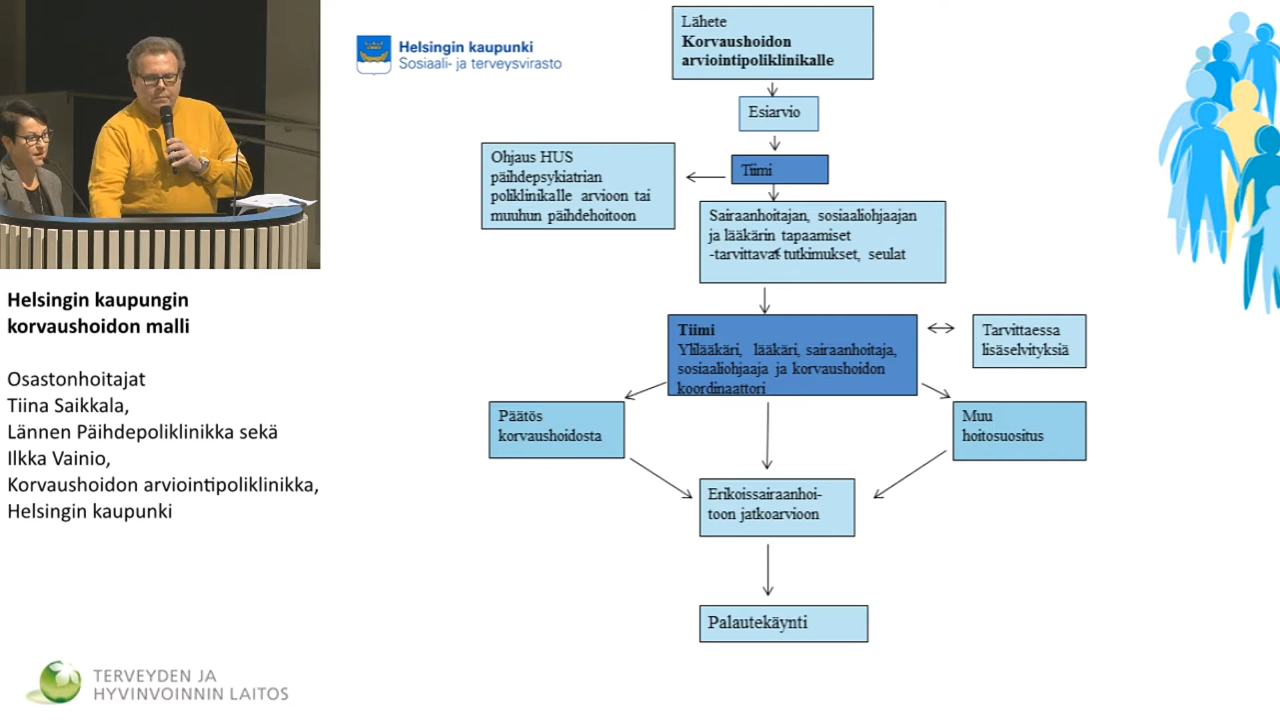 Helsingin kaupunki
Sosiaali- ja terveysvirasto
Lähete
Korvaushoidon
arviointipoliklinikalle
Esiarvio
Tiimi
Ohjaus HUS
päihdepsykiatrian
poliklinikalle arvioon tai
muuhun päihdehoitoon
Sairaanhoitajan, sosiaaliohjaajan
ja lääkärin tapaamiset
-tarvittavat tutkimukset, seulat
Tiimi
Ylilääkäri, lääkäri, sairaanhoitaja,
sosiaaliohjaaja ja korvaushoidon
koordinaattori
Tarvittaessa
lisäselvityksiä
Päätös
korvaushoidosta
Muu
hoitosuositus
Erikoissairaanhoi-
toon jatkoarvioon
Palautekäynti
Helsingin kaupungin
korvaushoidon malli
Osastonhoitajat
Tiina Saikkala,
Lännen Päihdepoliklinikka sekä
Ilkka Vainio,
Korvaushoidon arviointipoliklinikka,
Helsingin kaupunki
TERVEYDEN JA
HYVINVOINNIN LAITOS